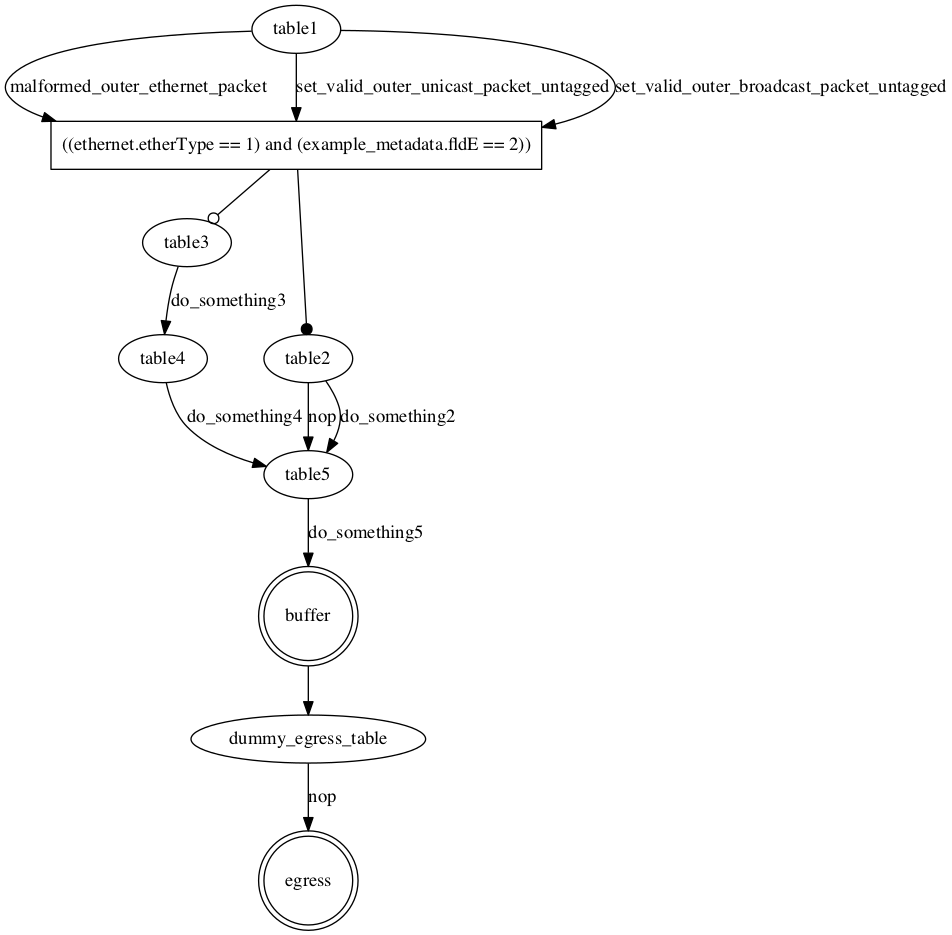 table1
malformed_outer_ethernet_packet
set_valid_outer_unicast_packet_untagged
set_valid_outer_broadcast_packet_untagged
((ethernet.etherType == 1) and (example_metadata.fldE == 2))
table3
do_something3
table4
table2
do_something4
nop
do_something2
table5
do_something5
buffer
dummy_egress_table
nop
egress